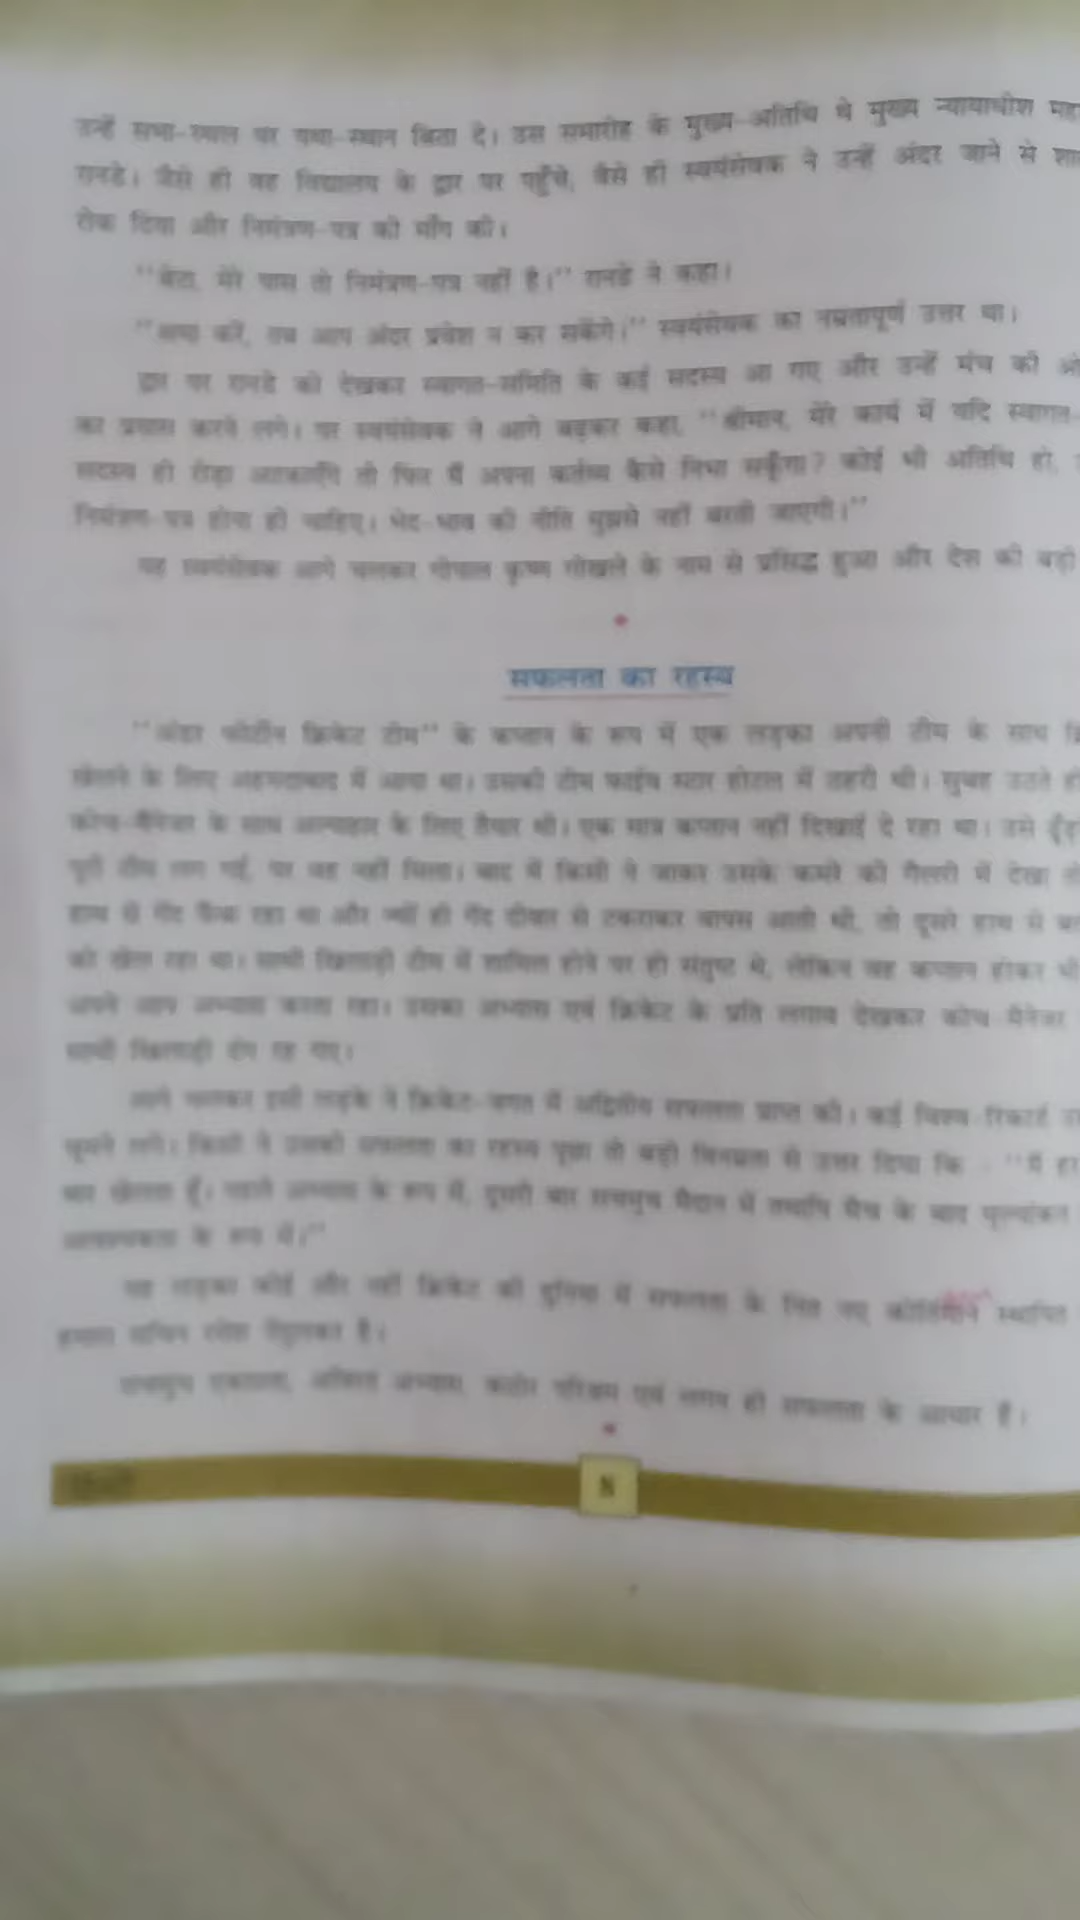 उन्हें सभा-स्थल पर यथा-स्थान बिठा दे। उस समारोह के मुख्य-अतिथि थे मुख्य न्यायाधीश
रानडे। जैसे ही वह विद्यालय के द्वार पर पहुँचे, वैसे ही स्वयंसेवक ने उन्हें अंदर जाने से
रोक दिया और निमंत्रण-पत्र की माँग की।
''बेटा, मेरे पास तो निमंत्रण-पत्र नहीं है।'' रानडे ने कहा।
''क्षमा करें, तब आप अंदर प्रवेश न कर सकेंगे।'' स्वयंसेवक का नम्रतापूर्ण उत्तर था।
द्वार पर रानडे को देखकर स्वागत-समिति के कई सदस्य आ गए और उन्हें मंच की
का प्रयास करने लगे। पर स्वयंसेवक ने आगे बढ़कर कहा, ''श्रीमान, मेरे कार्य में यदि स्वागत-
सदस्य ही रोड़ा अटकाएँगे तो फिर मैं अपना कर्तव्य कैसे निभा सकूँगा? कोई भी अतिथि हो,
निमंत्रण-पत्र होना ही चाहिए। भेद-भाव की नीति मुझसे नहीं बरती जाएगी।''
यह स्वयंसेवक आगे चलकर गोपाल कृष्ण गोखले के नाम से प्रसिद्ध हुआ और देश की बड़ी
सफलता का रहस्य
''अंडर फोर्टीन क्रिकेट टीम'' के कप्तान के रूप में एक लड़का अपनी टीम के साथ
खेलने के लिए अहमदाबाद में आया था। उसकी टीम फाईव स्टार होटल में ठहरी थी। सुबह उठते
कोच-मैनेजर के साथ अल्पाहार के लिए तैयार थी। एक मात्र कप्तान नहीं दिखाई दे रहा था। उसे
पूरी टीम लग गई, पर वह नहीं मिला। बाद में किसी ने जाकर उसके कमरे की गैलरी में देखा
हाथ से गेंद फेंक रहा था और ज्यों ही गेंद दीवार से टकराकर वापस आती थी, तो दूसरे हाथ से
को खेल रहा था। साथी खिलाड़ी टीम में शामिल होने पर ही संतुष्ट थे, लेकिन वह कप्तान होकर
अपने आप अभ्यास करता रहा। उसका अभ्यास एवं क्रिकेट के प्रति लगाव देखकर कोच मैनेजर
साथी खिलाड़ी दंग रह गए।
आगे चलकर इसी लड़के ने क्रिकेट-जगत में अद्वितीय सफलता प्राप्त की। कई विश्व-रिकार्ड
चूमने लगे। किसी ने उसकी सफलता का रहस्य पूछा तो बड़ी विनम्रता से उत्तर दिया कि - ''मैं
बार खेलता हूँ। पहले अभ्यास के रूप में, दूसरी बार सचमुच मैदान में तथापि मैच के बाद मूल्यांकन
आवश्यकता के रूप में।''
यह लड़का कोई और नहीं क्रिकेट की दुनिया में सफलता के नित नए कीर्तिमान स्थापित
हमारा सचिन रमेश तेंदुलकर है।
सचमुच एकाग्रता, अविरत अभ्यास, कठोर परिश्रम एवं लगन ही सफलता के आधार हैं।